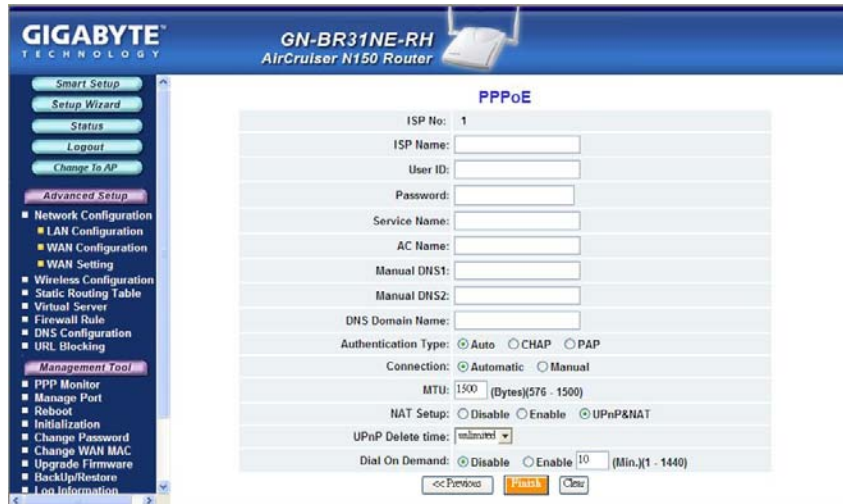 GIGABYTE™
TECHNOLOGY
GN-BR31NE-RH
AirCruiser N150 Router
Smart Setup
Setup Wizard
Status
Logout
Change To AP
Advanced Setup
Network Configuration
LAN Configuration
WAN Configuration
WAN Setting
Wireless Configuration
Static Routing Table
Virtual Server
Firewall Rule
DNS Configuration
URL Blocking
Management Tool
PPP Monitor
Manage Port
Reboot
Initialization
Change Password
Change WAN MAC
Upgrade Firmware
BackUp/Restore
Log Information
PPPoE
ISP No: 1
ISP Name:
User ID:
Password:
Service Name:
AC Name:
Manual DNS1:
Manual DNS2:
DNS Domain Name:
Authentication Type: Auto CHAP PAP
Connection: Automatic Manual
MTU: 1500 (Bytes)(576 - 1500)
NAT Setup: Disable Enable UPnP&NAT
UPnP Delete time: unlimited
Dial On Demand: Disable Enable 10 (Min.)(1 - 1440)
<< Previous Finish Clear